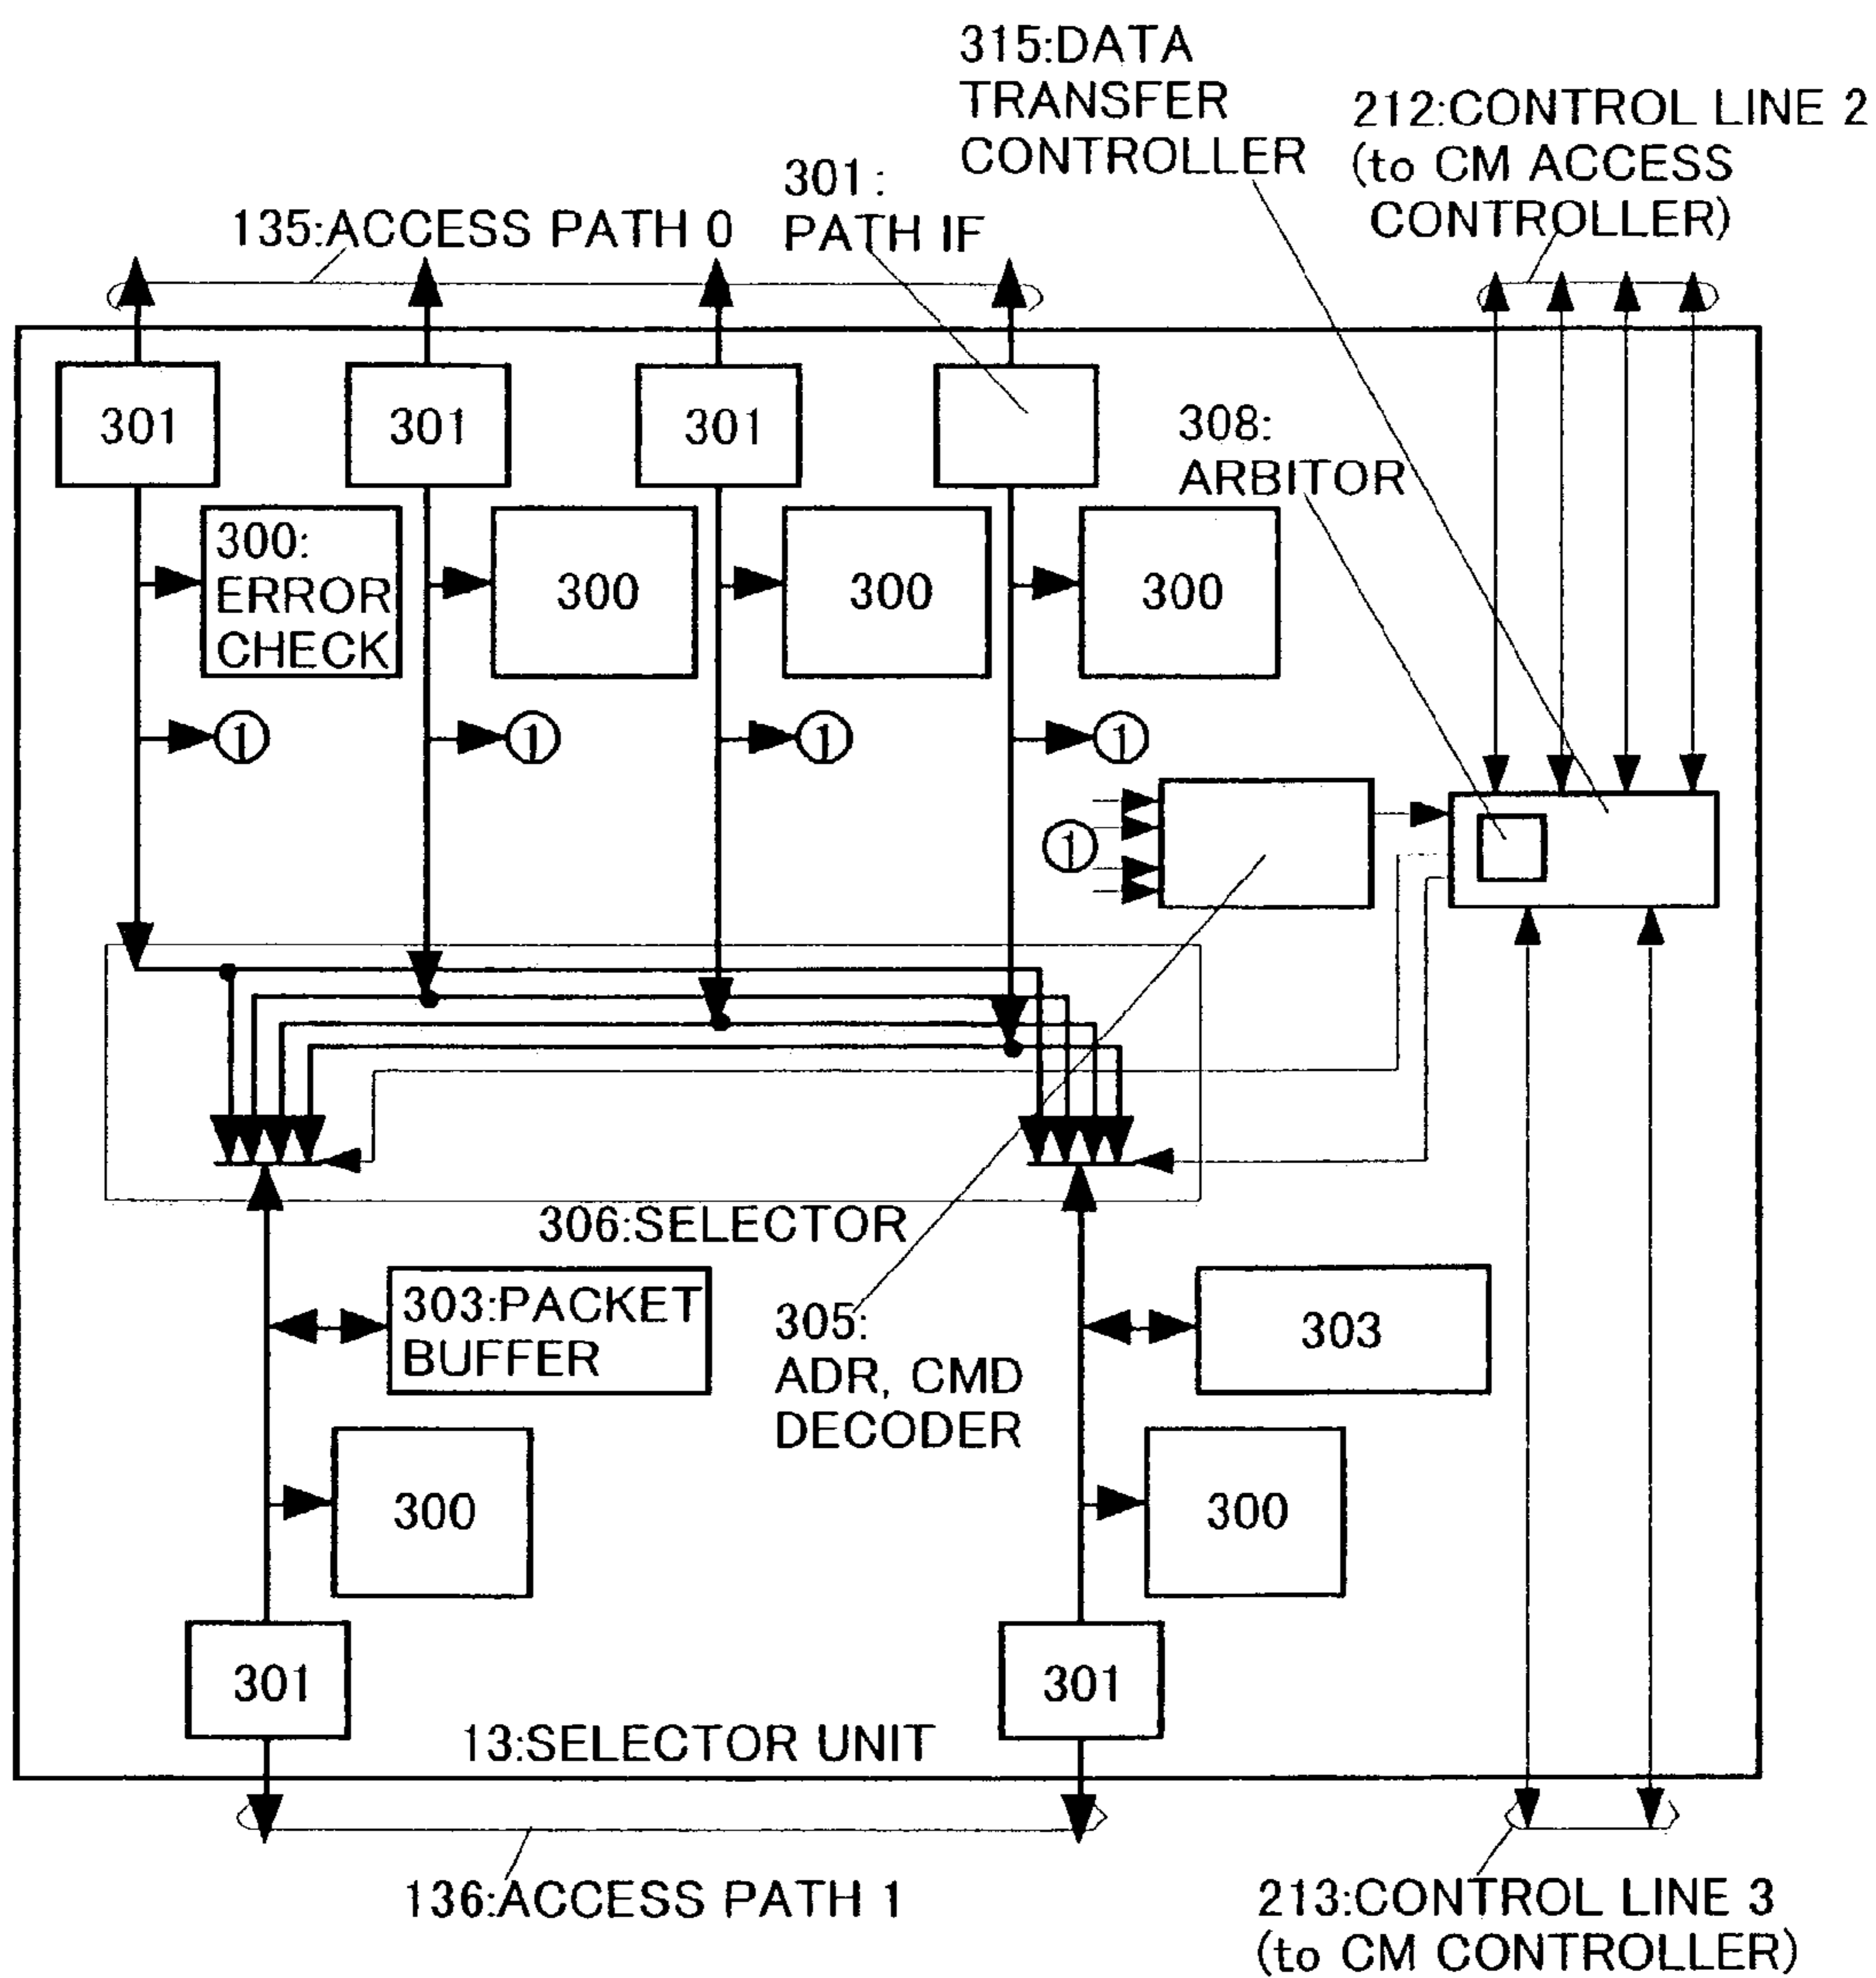 315:DATA
TRANSFER
CONTROLLER
212:CONTROL LINE 2
(to CM ACCESS
CONTROLLER)
301:
PATH IF
135:ACCESS PATH 0
301
301
301
308:
ARBITOR
300:
ERROR
CHECK
300
300
300
①
①
①
①
①
306:SELECTOR
303:PACKET
BUFFER
305:
ADR, CMD
DECODER
303
300
300
301
301
13:SELECTOR UNIT
136:ACCESS PATH 1
213:CONTROL LINE 3
(to CM CONTROLLER)